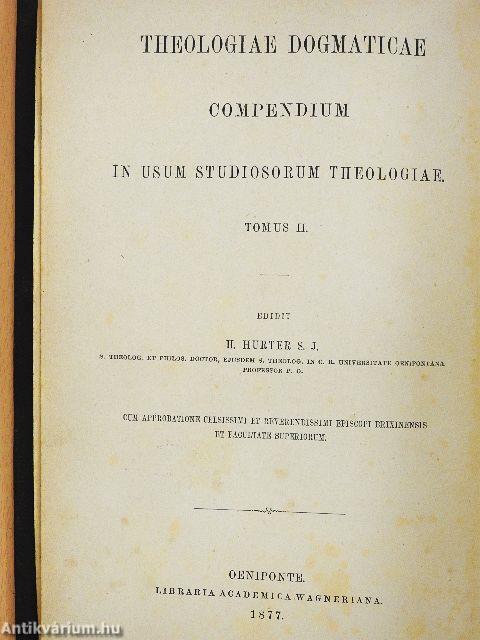 THEOLOGIAE DOGMATICAE
COMPENDIUM
IN USUM STUDIOSORUM THEOLOGIAE.
TOMUS II.
EDIDIT
H. HURTER S. J.
S. THEOLOG. ET PHILOS. DOCTOR, EJUSDEM S. THEOLOG. IN C. R. UNIVERSITATE OENIPONTANA
PROFESSOR P. O.
CUM APPROBATIONE CELSISSIMI ET REVERENDISSIMI EPISCOPI BRIXINENSIS
ET FACULTATE SUPERIORUM.
OENIPONTE.
LIBRARIA ACADEMICA WAGNERIANA.
1877.
Antikvárium.hu